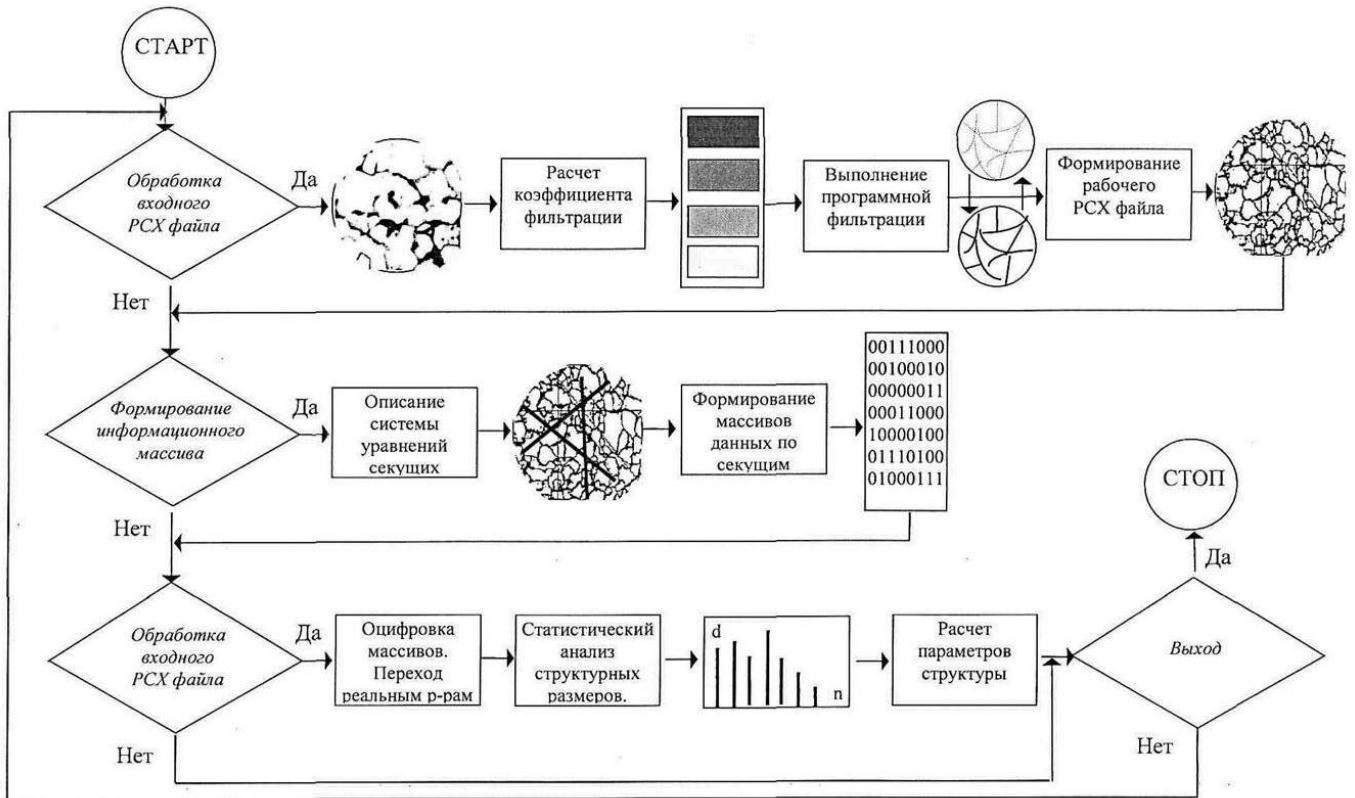 СТАРТ
Обработка
входного
РСХ файла
Да
Расчет
коэффициента
фильтрации
Выполнение
программной
фильтрации
Формирование
рабочего
РСХ файла
Нет
Формирование
информационного
массива
Да
Описание
системы
уравнений
секущих
Формирование
массивов
данных по
секущим
00111000
00100010
00000011
00011000
10000100
01110100
01000111
СТОП
Нет
Да
Обработка
входного
РСХ файла
Да
Оцифровка
массивов.
Переход
реальным р-рам
Статистический
анализ
структурных
размеров.
d
n
Расчет
параметров
структуры
Выход
Нет
Нет